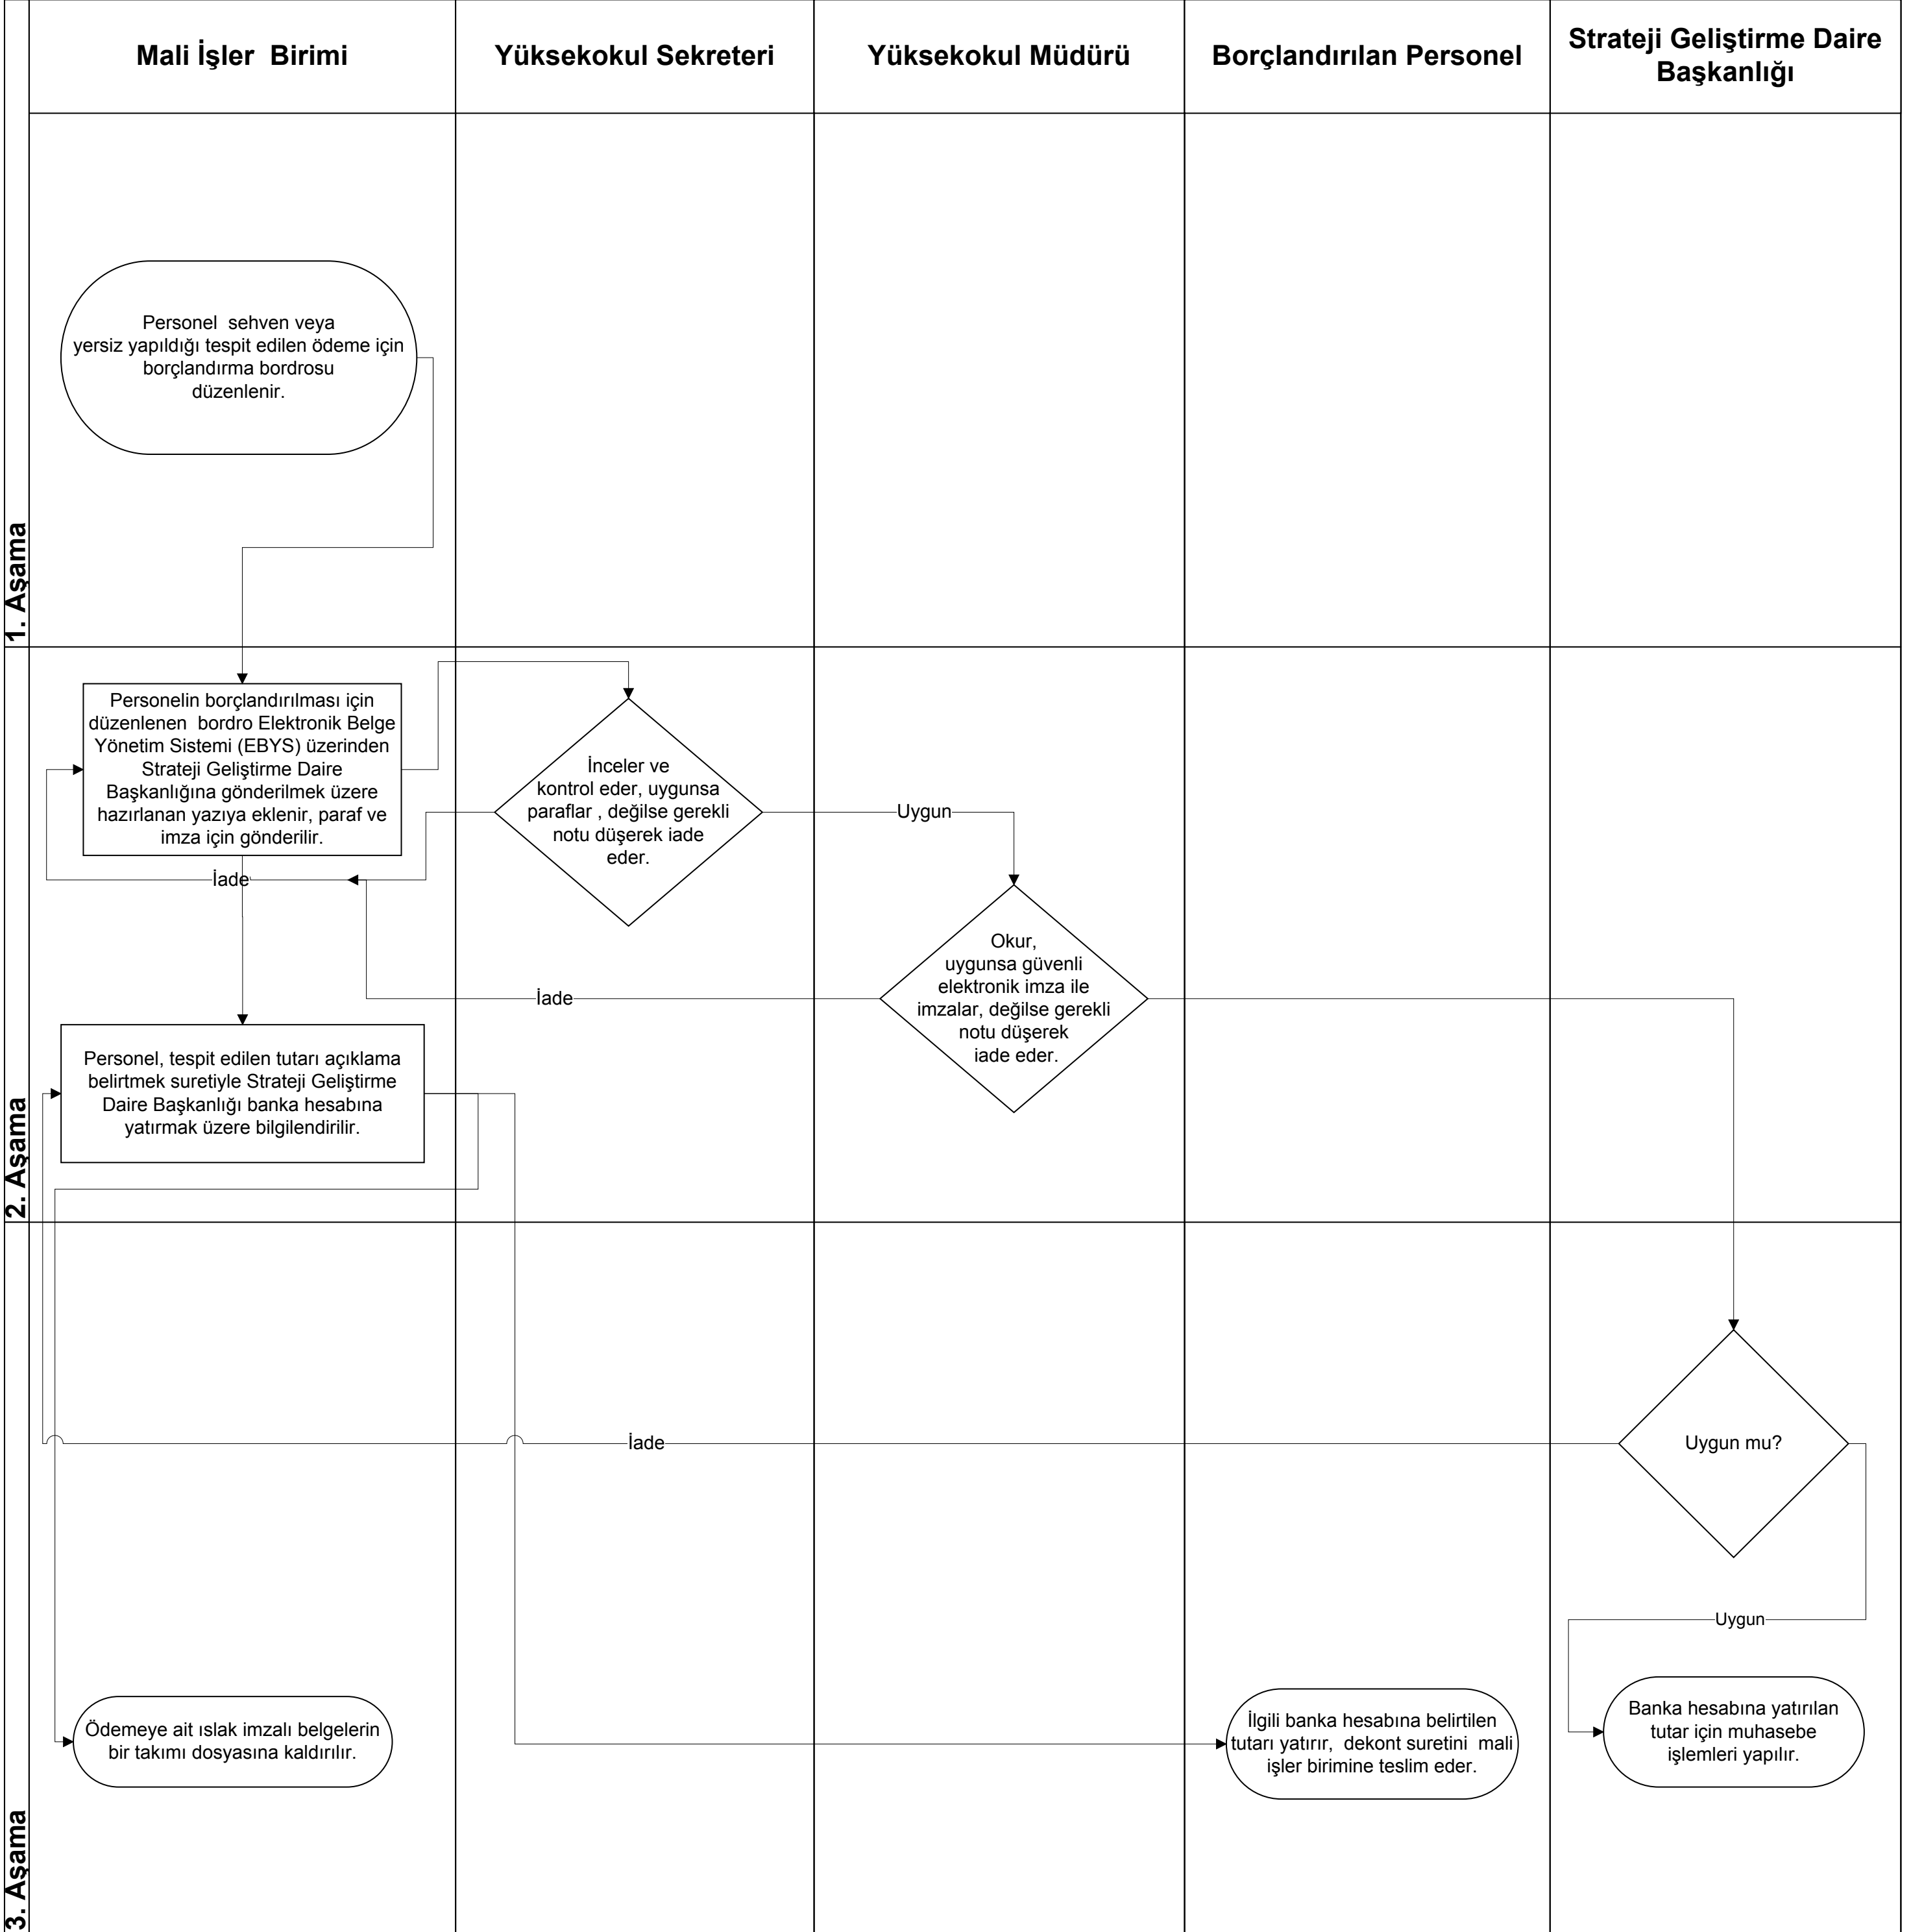 Mali İşler  Birimi
Yüksekokul Sekreteri
Yüksekokul Müdürü
Borçlandırılan Personel
Strateji Geliştirme Daire
Başkanlığı
1. Aşama
Personel  sehven veya
yersiz yapıldığı tespit edilen ödeme için
borçlandırma bordrosu
düzenlenir.
2. Aşama
Personelin borçlandırılması için
düzenlenen  bordro Elektronik Belge
Yönetim Sistemi (EBYS) üzerinden
Strateji Geliştirme Daire
Başkanlığına gönderilmek üzere
hazırlanan yazıya eklenir, paraf ve
imza için gönderilir.
İnceler ve
kontrol eder, uygunsa
paraflar , değilse gerekli
notu düşerek iade
eder.
Uygun
İade
Okur,
uygunsa güvenli
elektronik imza ile
imzalar, değilse gerekli
notu düşerek
iade eder.
İade
Personel, tespit edilen tutarı açıklama
belirtmek suretiyle Strateji Geliştirme
Daire Başkanlığı banka hesabına
yatırmak üzere bilgilendirilir.
3. Aşama
İade
Uygun mu?
Uygun
Ödemeye ait ıslak imzalı belgelerin
bir takımı dosyasına kaldırılır.
İlgili banka hesabına belirtilen
tutarı yatırır,  dekont suretini  mali
işler birimine teslim eder.
Banka hesabına yatırılan
tutar için muhasebe
işlemleri yapılır.